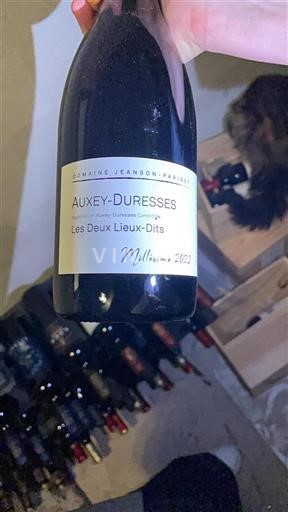 DOMAINE JEANSON-PARIGOT
AUXEY-DURESSES
Appellation Auxey-Duresses Contrôlée
Les Deux Lieux-Dits
Millésime 2022